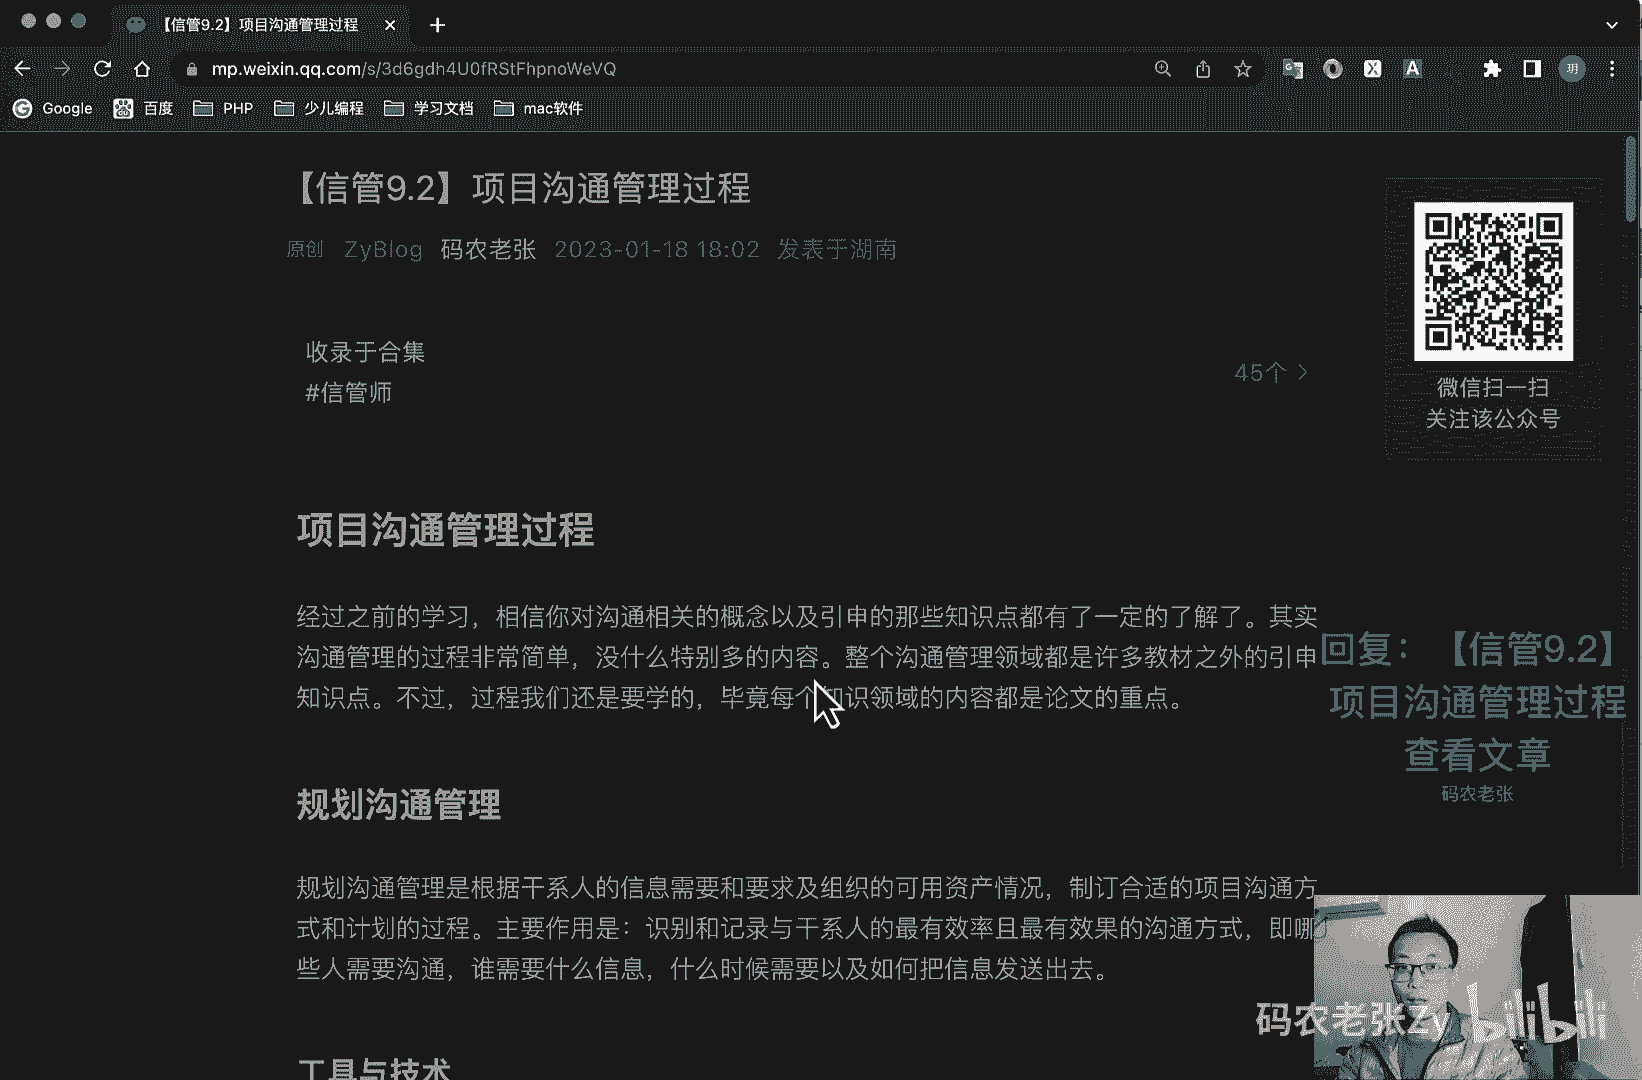 【信管9.2】项目沟通管理过程
mp.weixin.qq.com/s/3d6gdh4U0fRStFhpnoWeVQ
玥
Google 百度 PHP 少儿编程 学习文档 mac软件
【信管9.2】项目沟通管理过程
原创 ZyBlog 码农老张 2023-01-18 18:02 发表于湖南
收录于合集
#信管师
45个
微信扫一扫
关注该公众号
项目沟通管理过程
经过之前的学习，相信你对沟通相关的概念以及引申的那些知识点都有了一定的了解了。其实
沟通管理的过程非常简单，没什么特别多的内容。整个沟通管理领域都是许多教材之外的引申
知识点。不过，过程我们还是要学的，毕竟每个知识领域的内容都是论文的重点。
回复：【信管9.2】
项目沟通管理过程
查看文章
码农老张
规划沟通管理
规划沟通管理是根据干系人的信息需要和要求及组织的可用资产情况，制订合适的项目沟通方
式和计划的过程。主要作用是：识别和记录与干系人的最有效率且最有效果的沟通方式，即哪
些人需要沟通，谁需要什么信息，什么时候需要以及如何把信息发送出去。
码农老张Zy bilibili
工具与技术